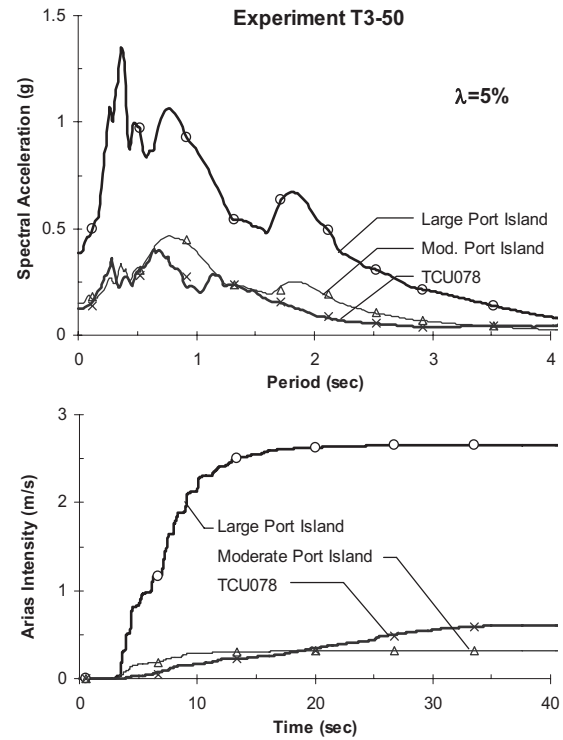 Experiment T3-50
1.5
1
0.5
0
Spectral Acceleration (g)
λ=5%
Large Port Island
Mod. Port Island
TCU078
0 1 2 3 4
Period (sec)
3
2
1
0
Arias Intensity (m/s)
Large Port Island
Moderate Port Island
TCU078
0 10 20 30 40
Time (sec)